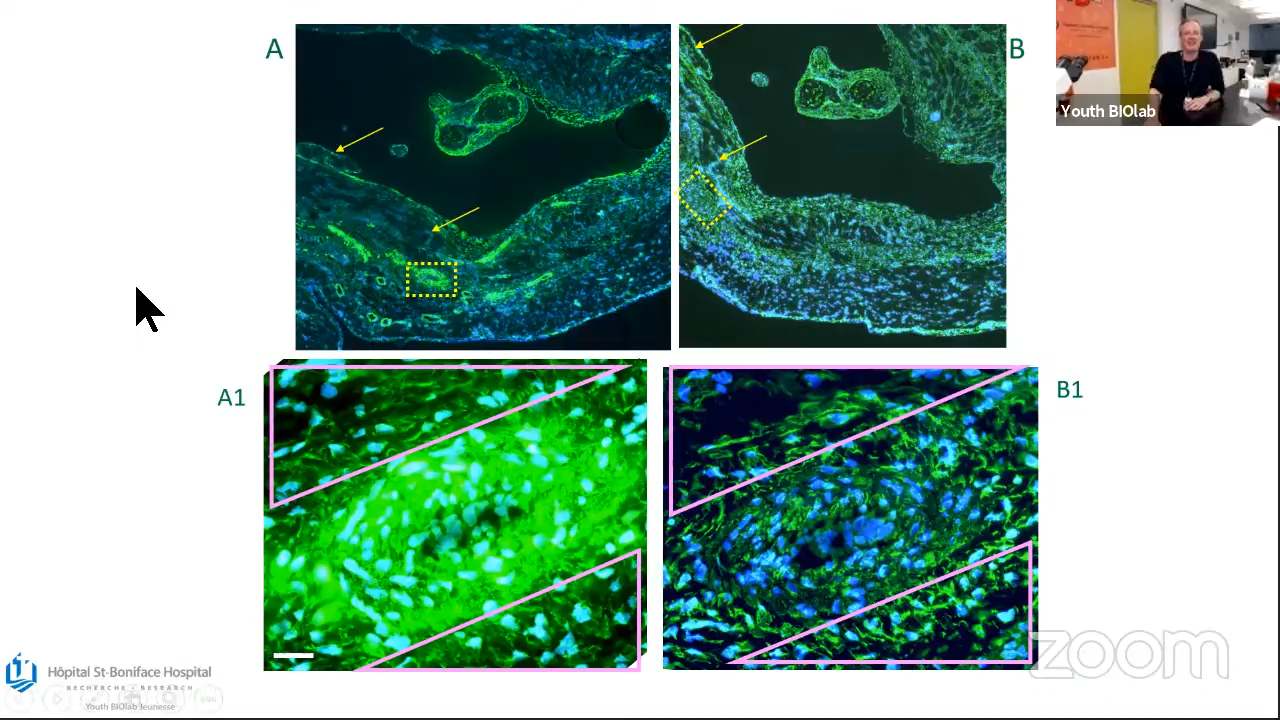 A
B
Youth BIOlab
A1
B1
zoom
Hôpital St-Boniface Hospital
RECHERCHE • RESEARCH
Youth BIOlab Jeunesse